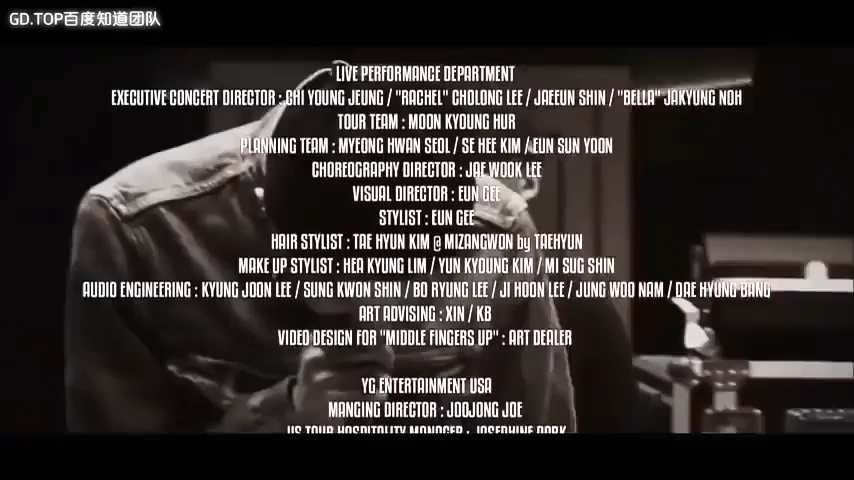 GD.TOP百度知道团队
LIVE PERFORMANCE DEPARTMENT
EXECUTIVE CONCERT DIRECTOR : CHI YOUNG JEUNG / "RACHEL" CHOLONG LEE / JAEEUN SHIN / "BELLA" JAKYUNG NOH
TOUR TEAM : MOON KYOUNG HUR
PLANNING TEAM : MYEONG HWAN SEOL / SE HEE KIM / EUN SUN YOON
CHOREOGRAPHY DIRECTOR : JAE WOOK LEE
VISUAL DIRECTOR : EUN GEE
STYLIST : EUN GEE
HAIR STYLIST : TAE HYUN KIM @ MIZANGWON by TAEHYUN
MAKE UP STYLIST : HEA KYUNG LIM / YUN KYOUNG KIM / MI SUG SHIN
AUDIO ENGINEERING : KYUNG JOON LEE / SUNG KWON SHIN / BO RYUNG LEE / JI HOON LEE / JUNG WOO NAM / DAE HYUNG BANG
ART ADVISING : XIN / KB
VIDEO DESIGN FOR "MIDDLE FINGERS UP" : ART DEALER
YG ENTERTAINMENT USA
MANGING DIRECTOR : JOOJONG JOE
US TOUR HOSPITALITY MANAGER : JOSEPHINE PARK